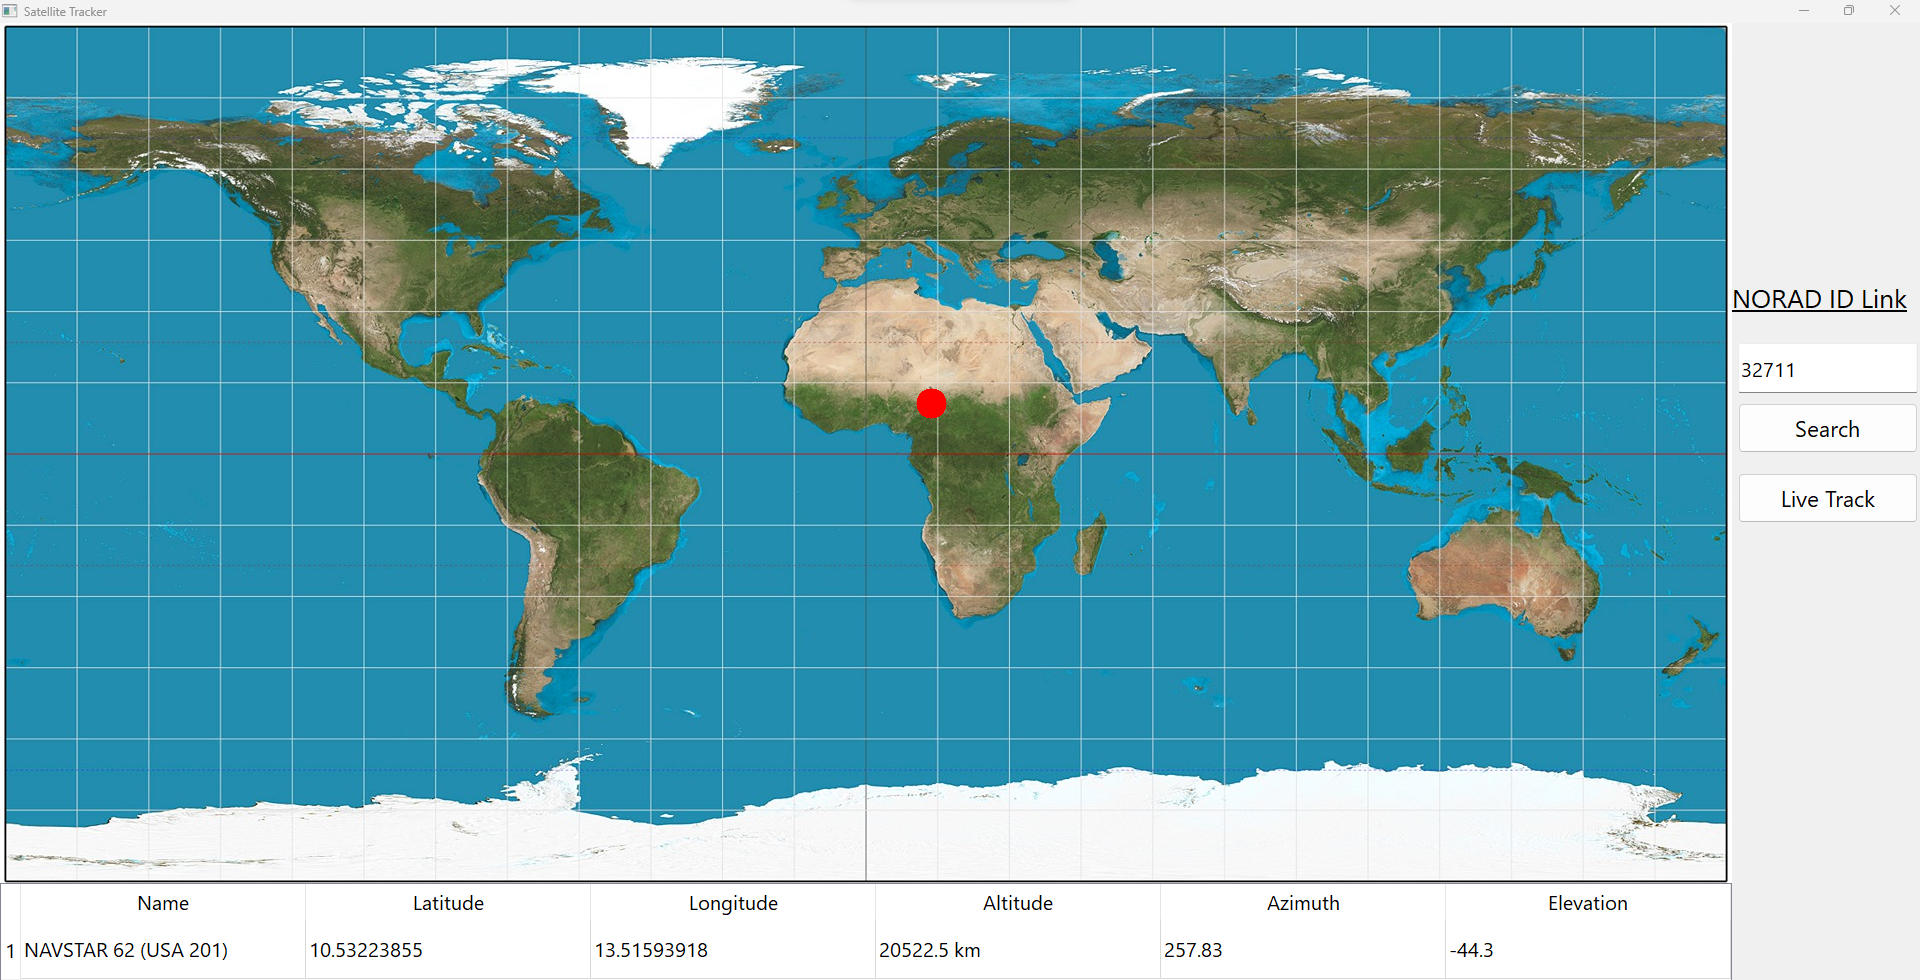 Satellite Tracker
NORAD ID Link
32711
Search
Live Track
Name Latitude Longitude Altitude Azimuth Elevation
1 NAVSTAR 62 (USA 201) 10.53223855 13.51593918 20522.5 km 257.83 -44.3